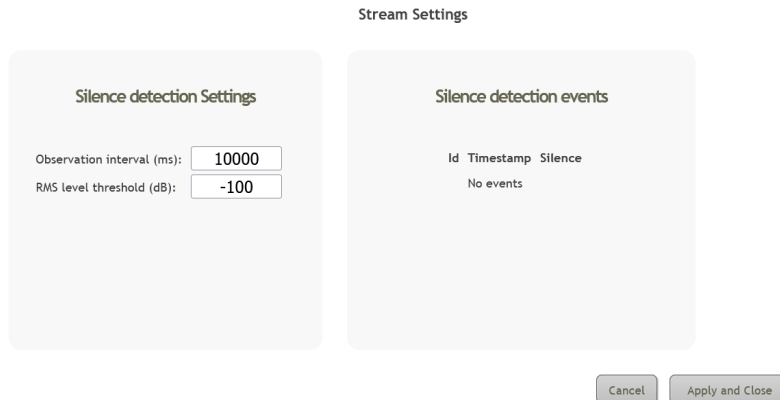 Stream Settings
Silence detection Settings
Observation interval (ms): 10000
RMS level threshold (dB): -100
Silence detection events
Id Timestamp Silence
No events
Cancel Apply and Close